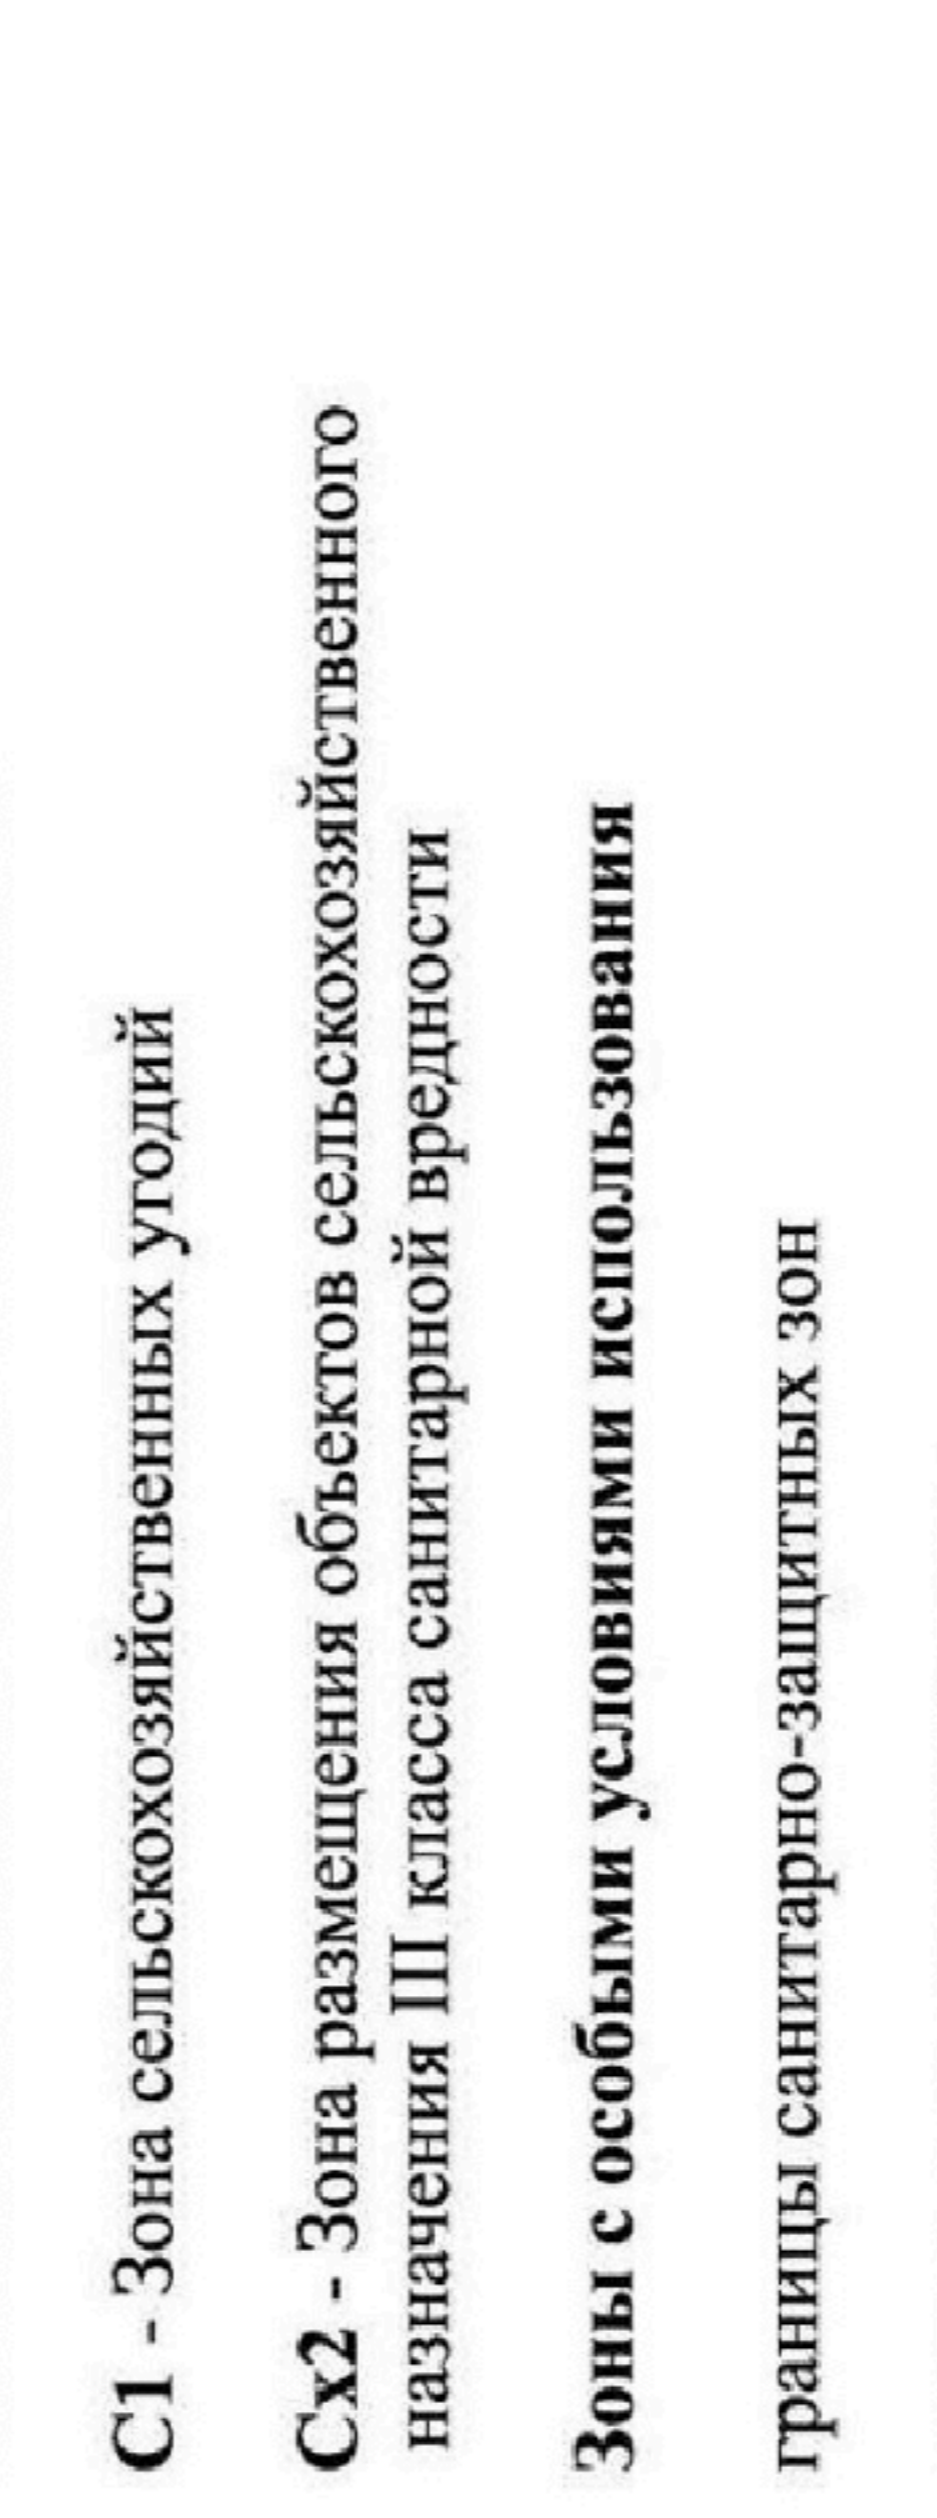 С1 - Зона сельскохозяйственных угодий
Сх2 - Зона размещения объектов сельскохозяйственного
назначения III класса санитарной вредности
Зоны с особыми условиями использования
границы санитарно-защитных зон